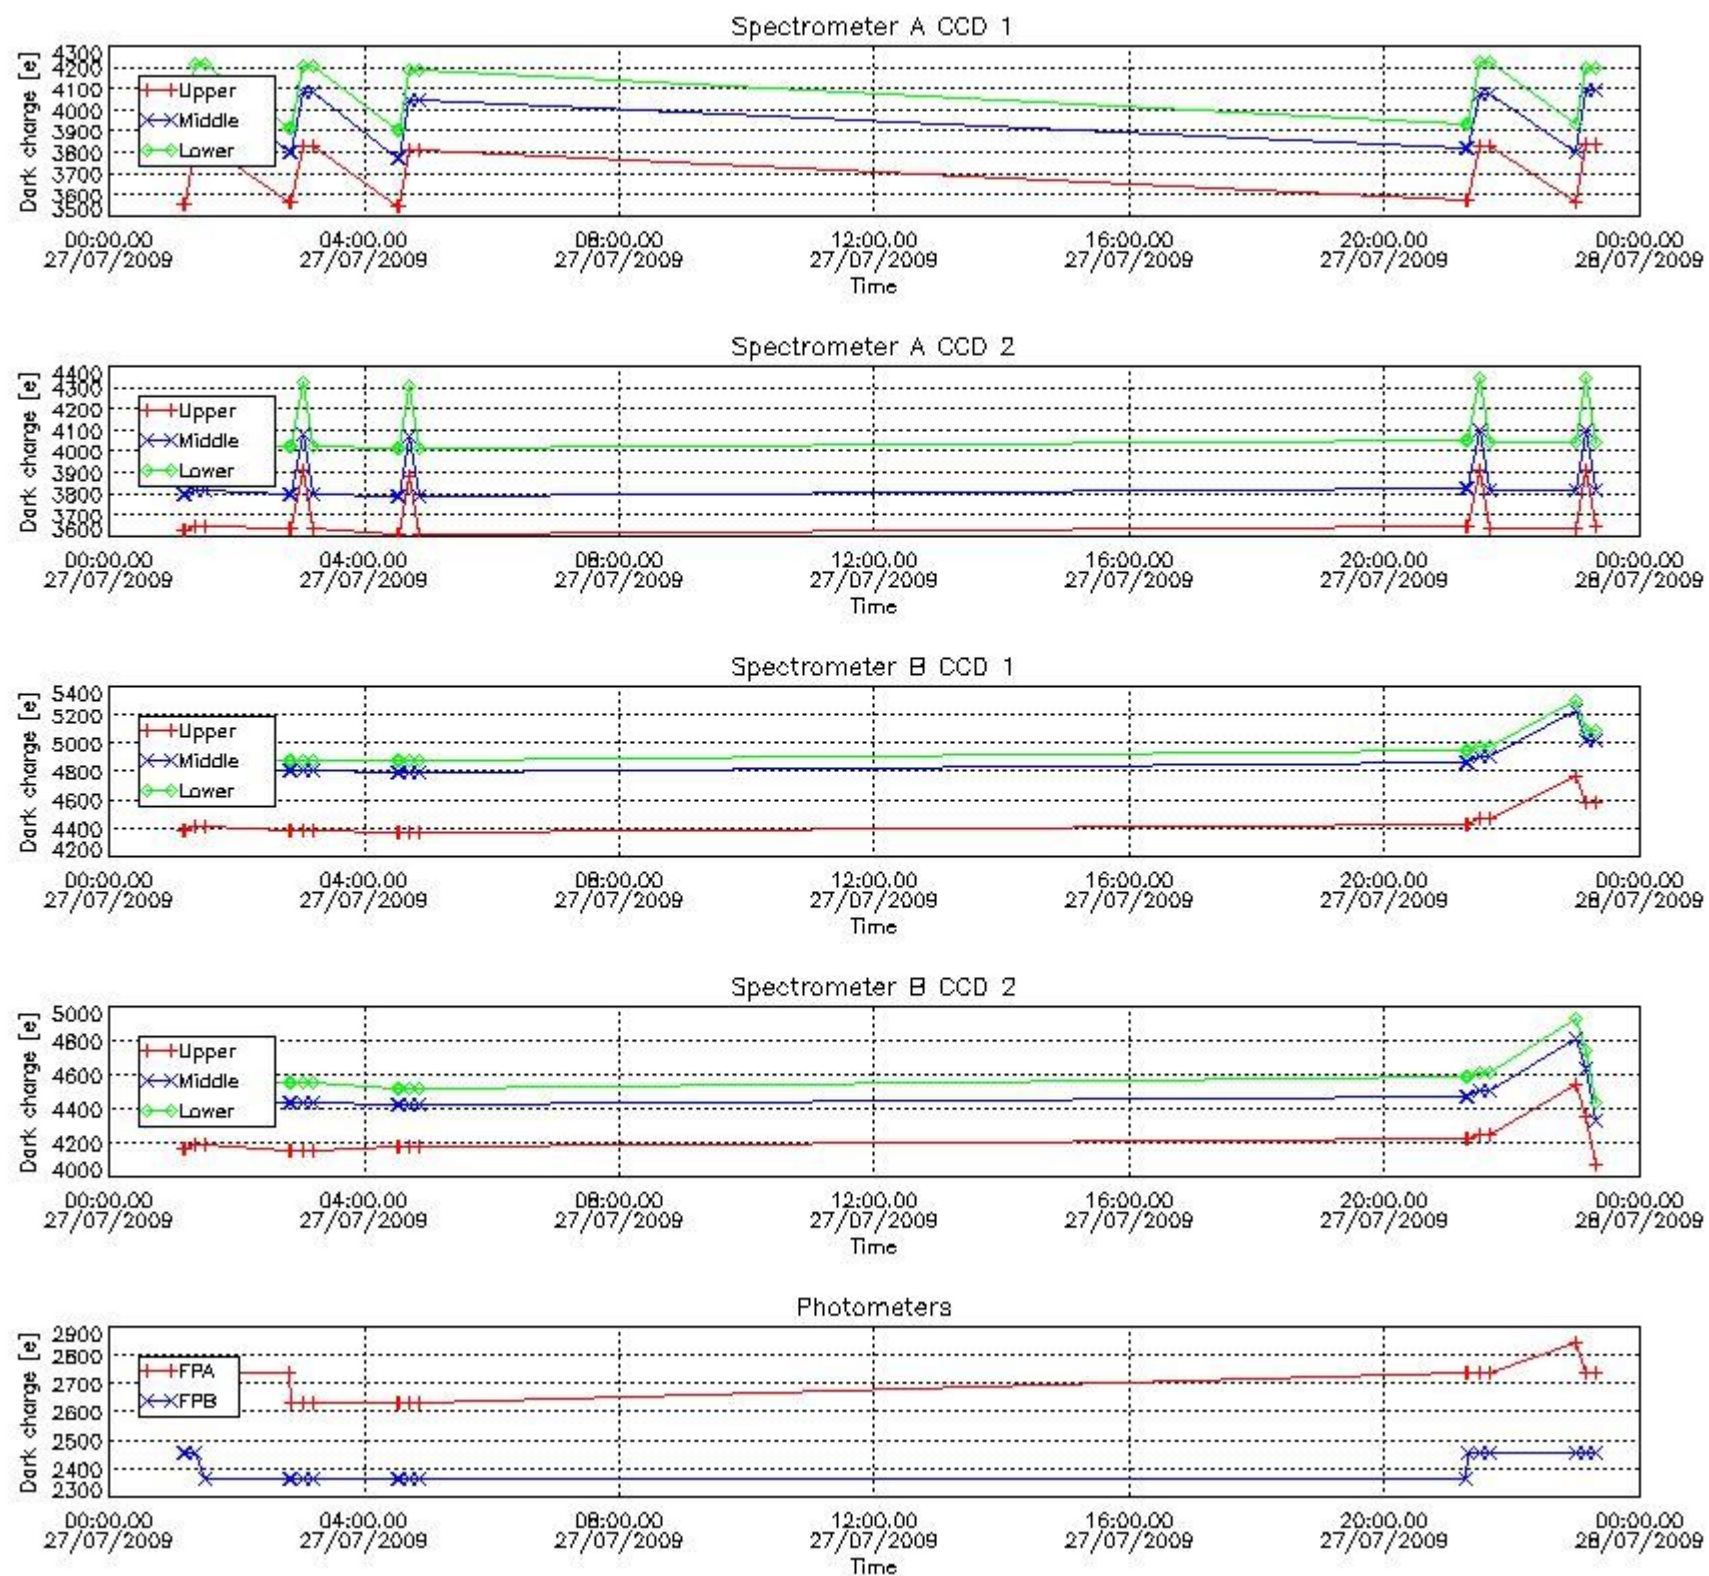 Spectrometer A CCD 1
Dark charge [e]
4300
4200
4100
4000
3900
3800
3700
3600
3500
Upper
Middle
Lower
00:00.00 04:00.00 08:00.00 12:00.00 16:00.00 20:00.00 00:00.00
27/07/2009 27/07/2009 27/07/2009 27/07/2009 27/07/2009 27/07/2009 28/07/2009
Time
Spectrometer A CCD 2
Dark charge [e]
4400
4300
4200
4100
4000
3900
3800
3700
3600
Upper
Middle
Lower
00:00.00 04:00.00 08:00.00 12:00.00 16:00.00 20:00.00 00:00.00
27/07/2009 27/07/2009 27/07/2009 27/07/2009 27/07/2009 27/07/2009 28/07/2009
Time
Spectrometer B CCD 1
Dark charge [e]
5400
5200
5000
4800
4600
4400
4200
Upper
Middle
Lower
00:00.00 04:00.00 08:00.00 12:00.00 16:00.00 20:00.00 00:00.00
27/07/2009 27/07/2009 27/07/2009 27/07/2009 27/07/2009 27/07/2009 28/07/2009
Time
Spectrometer B CCD 2
Dark charge [e]
5000
4800
4600
4400
4200
4000
Upper
Middle
Lower
00:00.00 04:00.00 08:00.00 12:00.00 16:00.00 20:00.00 00:00.00
27/07/2009 27/07/2009 27/07/2009 27/07/2009 27/07/2009 27/07/2009 28/07/2009
Time
Photometers
Dark charge [e]
2900
2800
2700
2600
2500
2400
2300
FPA
FPB
00:00.00 04:00.00 08:00.00 12:00.00 16:00.00 20:00.00 00:00.00
27/07/2009 27/07/2009 27/07/2009 27/07/2009 27/07/2009 27/07/2009 28/07/2009
Time